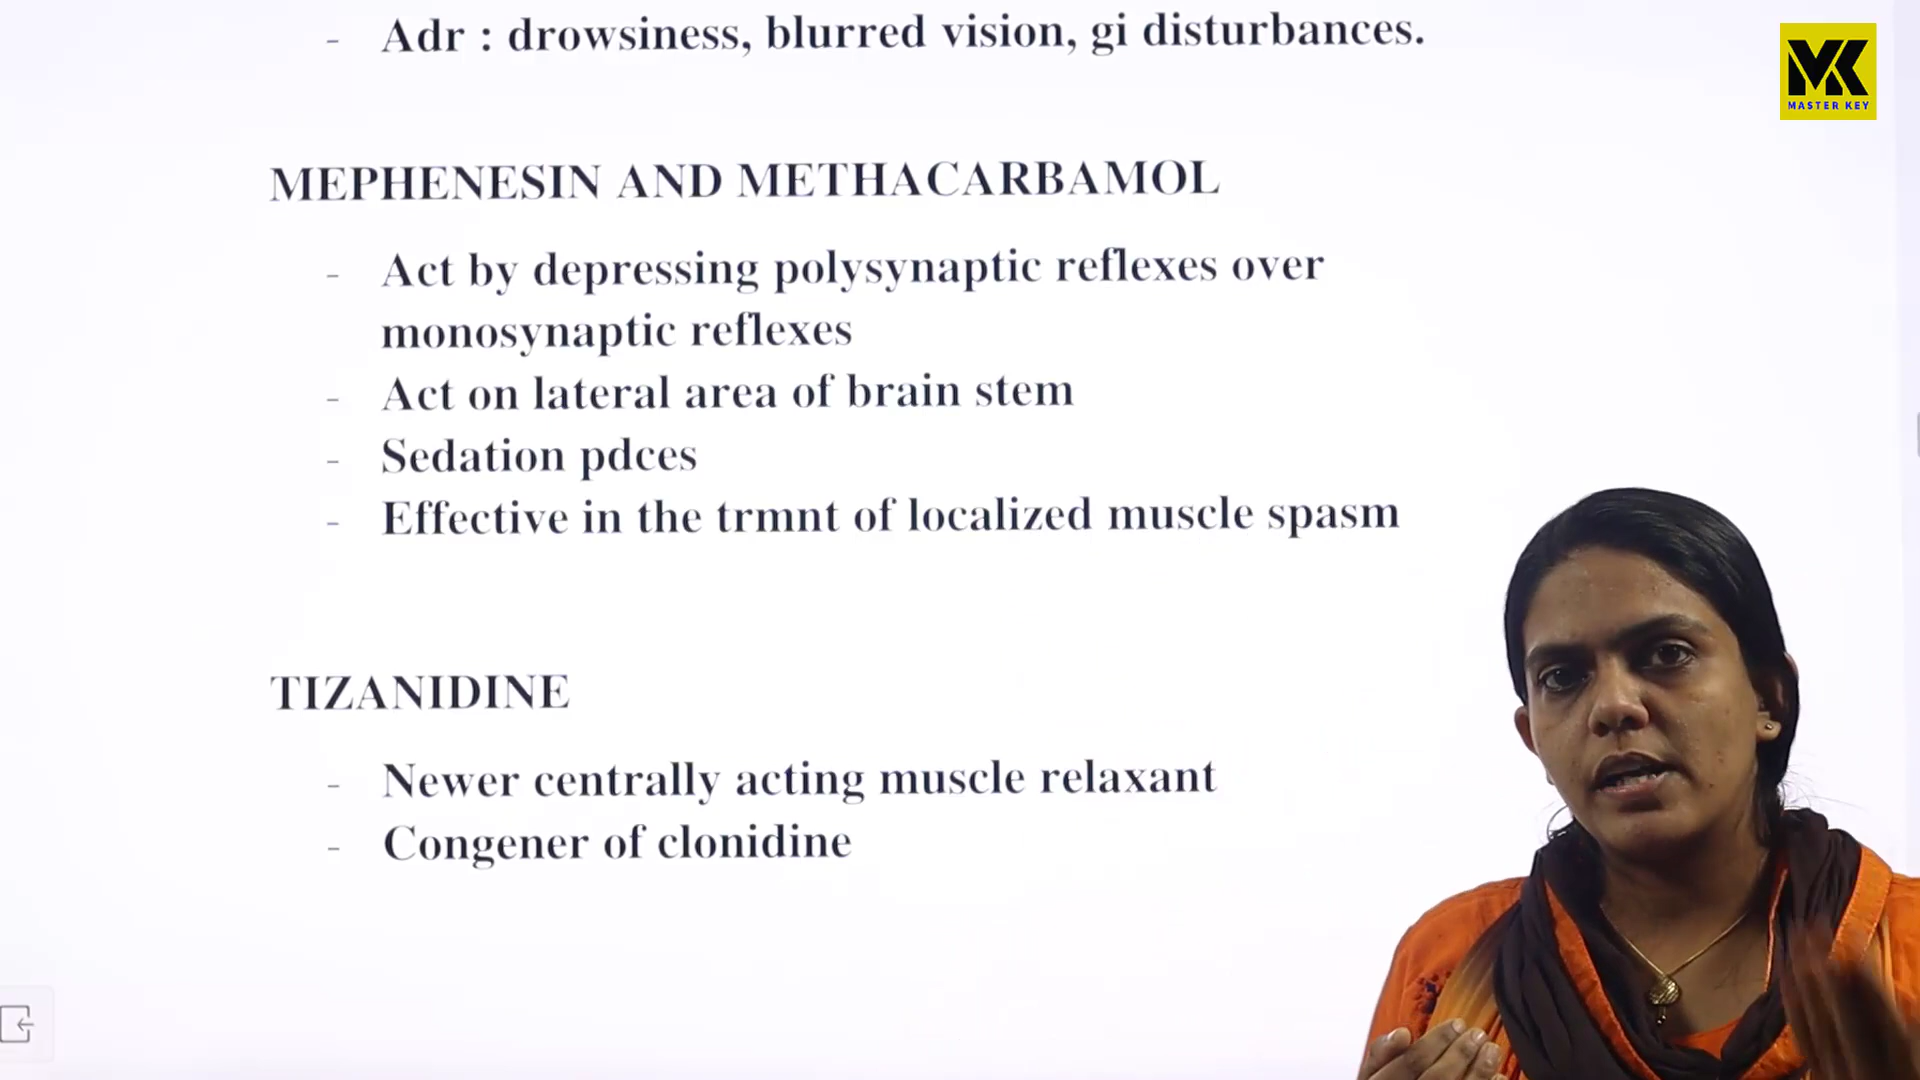 - Adr : drowsiness, blurred vision, gi disturbances.
MK
MASTER KEY
MEPHENESIN AND METHACARBAMOL
- Act by depressing polysynaptic reflexes over
monosynaptic reflexes
- Act on lateral area of brain stem
- Sedation pdces
- Effective in the trmnt of localized muscle spasm
TIZANIDINE
- Newer centrally acting muscle relaxant
- Congener of clonidine